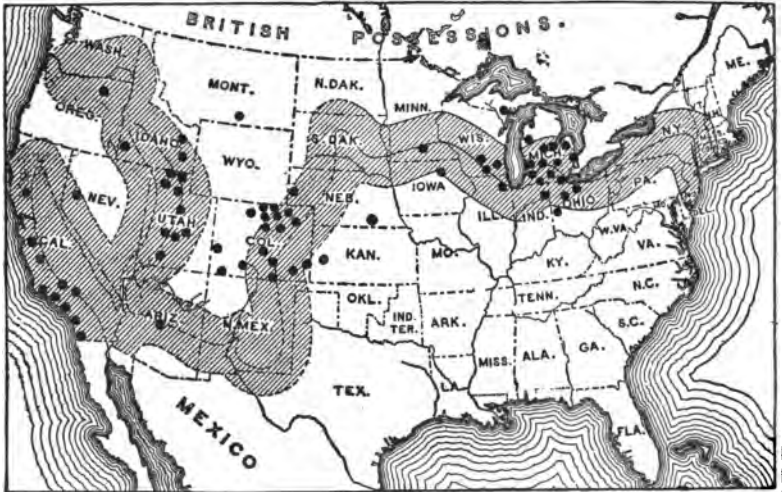 BRITISH POSSESSIONS.
WASH.
MONT.
N.DAK.
MINN.
ME.
OREG.
IDAHO
S.DAK.
WIS.
MICH.
N.Y.
WYO.
NEV.
NEB.
IOWA
PA.
UTAH
ILL.
IND.
OHIO
CAL.
COL.
KAN.
MO.
W.VA.
VA.
KY.
ARIZ.
N.MEX.
OKL.
IND.
TER.
ARK.
TENN.
N.C.
S.C.
MISS.
ALA.
GA.
TEX.
LA.
FLA.
MEXICO